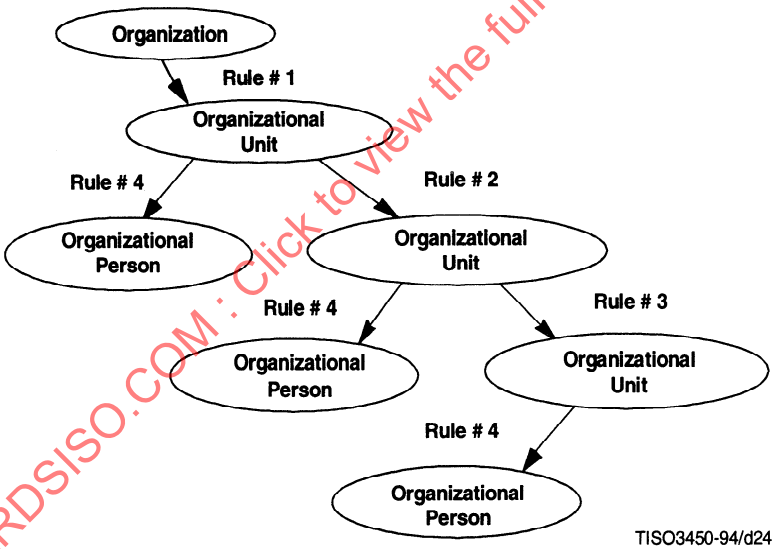 Organization
Rule # 1
Organizational
Unit
Rule # 4
Rule # 2
Organizational
Person
Organizational
Unit
Rule # 4
Rule # 3
Organizational
Person
Organizational
Unit
Rule # 4
Organizational
Person
TISO3450-94/d24
RDSISO.COM : Click to view the full